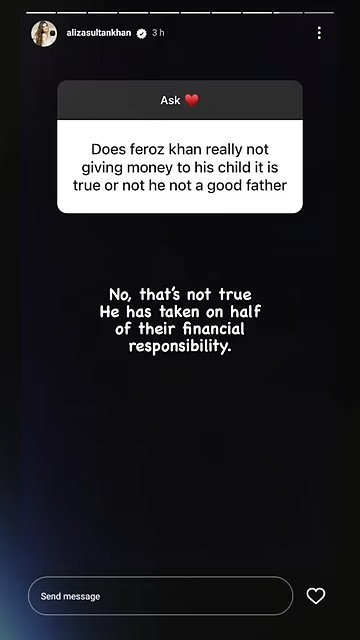 alizasultankhan 3 h
Ask ❤️
Does feroz khan really not
giving money to his child it is
true or not he not a good father
No, that's not true
He has taken on half
of their financial
responsibility.
Send message